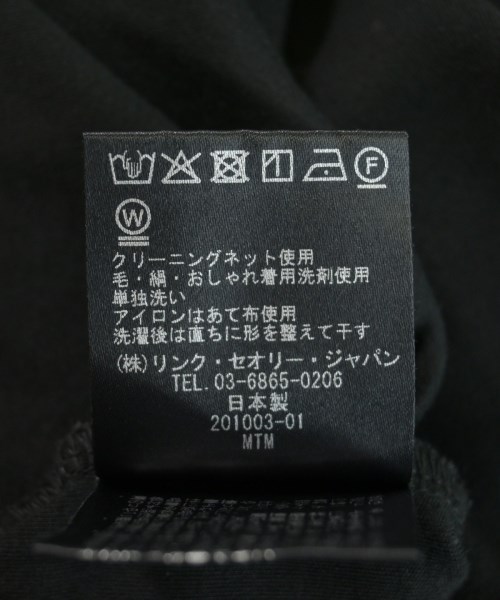 F
W
クリーニングネット使用
毛・絹・おしゃれ着用洗剤使用
単独洗い
アイロンはあて布使用
洗濯後は直ちに形を整えて干す
(株)リンク・セオリー・ジャパン
TEL.03-6865-0206
日本製
201003-01
MTM